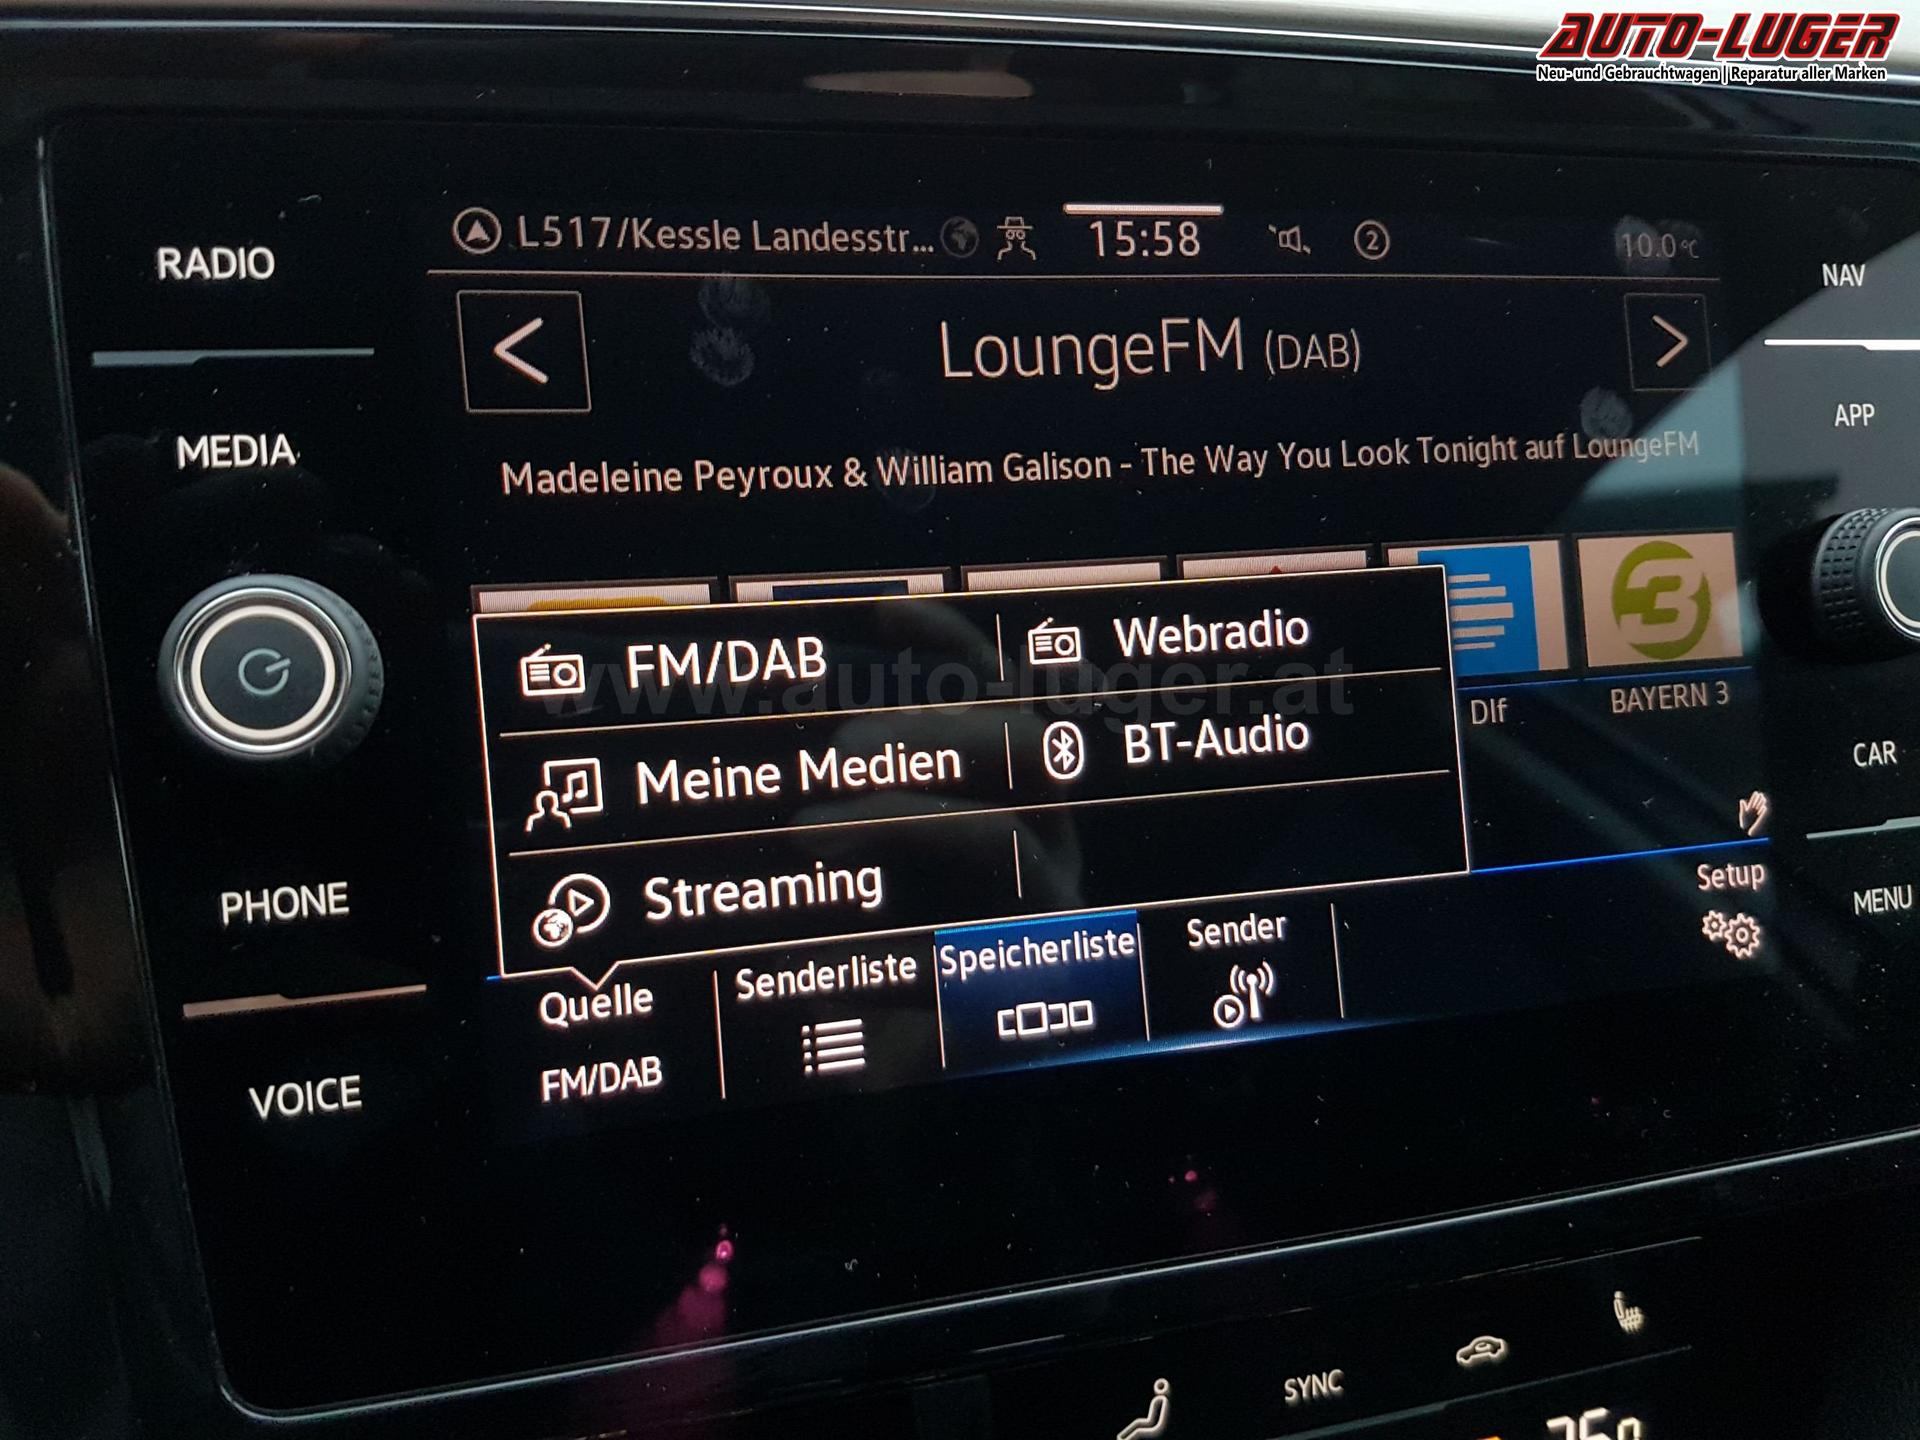 AUTO-LUGER
Neu- und Gebrauchtwagen | Reparatur aller Marken
RADIO
MEDIA
PHONE
VOICE
L517/Kessle Landesstr...
15:58
2
10.0°C
<
LoungeFM (DAB)
>
Madeleine Peyroux & William Galison - The Way You Look Tonight auf LoungeFM
FM/DAB
Webradio
www.auto-luger.at
Meine Medien
BT-Audio
Streaming
Dlf
3
BAYERN 3
Quelle
FM/DAB
Senderliste
Speicherliste
Sender
Setup
NAV
APP
CAR
MENU
SYNC